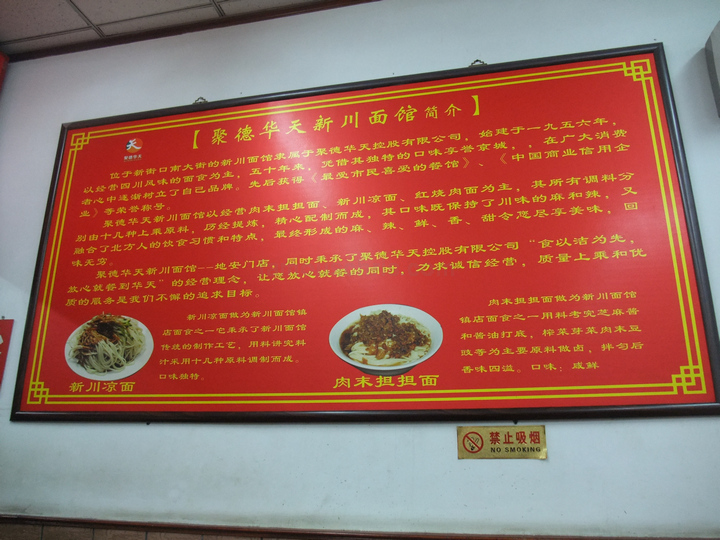 【聚德华天新川面馆简介】
聚德华天
位于新街口南大街的新川面馆隶属于聚德华天控股有限公司，始建于一九五六年，
以经营四川风味的面食为主，五十年来，凭借其独特的口味享誉京城，，在广大消费
者心中逐渐树立了自己品牌。先后获得《最受市民喜爱的餐馆》、《中国商业信用企
业》等荣誉称号。
聚德华天新川面馆以经营肉末担担面、新川凉面、红烧肉面为主，其所有调料分
别由十几种上乘原料，历经提炼，精心配制而成，其口味既保持了川味的麻和辣，又
融合了北方人的饮食习惯和特点，最终形成的麻、辣、鲜、香、甜令您尽享美味，回
味无穷。
聚德华天新川面馆--地安门店，同时秉承了聚德华天控股有限公司“食以洁为先，
放心就餐到华天”的经营理念，让您放心就餐的同时，力求诚信经营，质量上乘和优
质的服务是我们不懈的追求目标。
新川凉面做为新川面馆镇
店面食之一它秉承了新川面馆
传统的制作工艺，用料讲究料
汁采用十几种原料调制而成。
口味独特。
新川凉面
肉末担担面做为新川面馆
镇店面食之一用料考究芝麻酱
和酱油打底，榨菜芽菜肉末豆
豉等为主要原料做卤，拌匀后
香味四溢。口味：咸鲜
肉末担担面
禁止吸烟
NO SMOKING